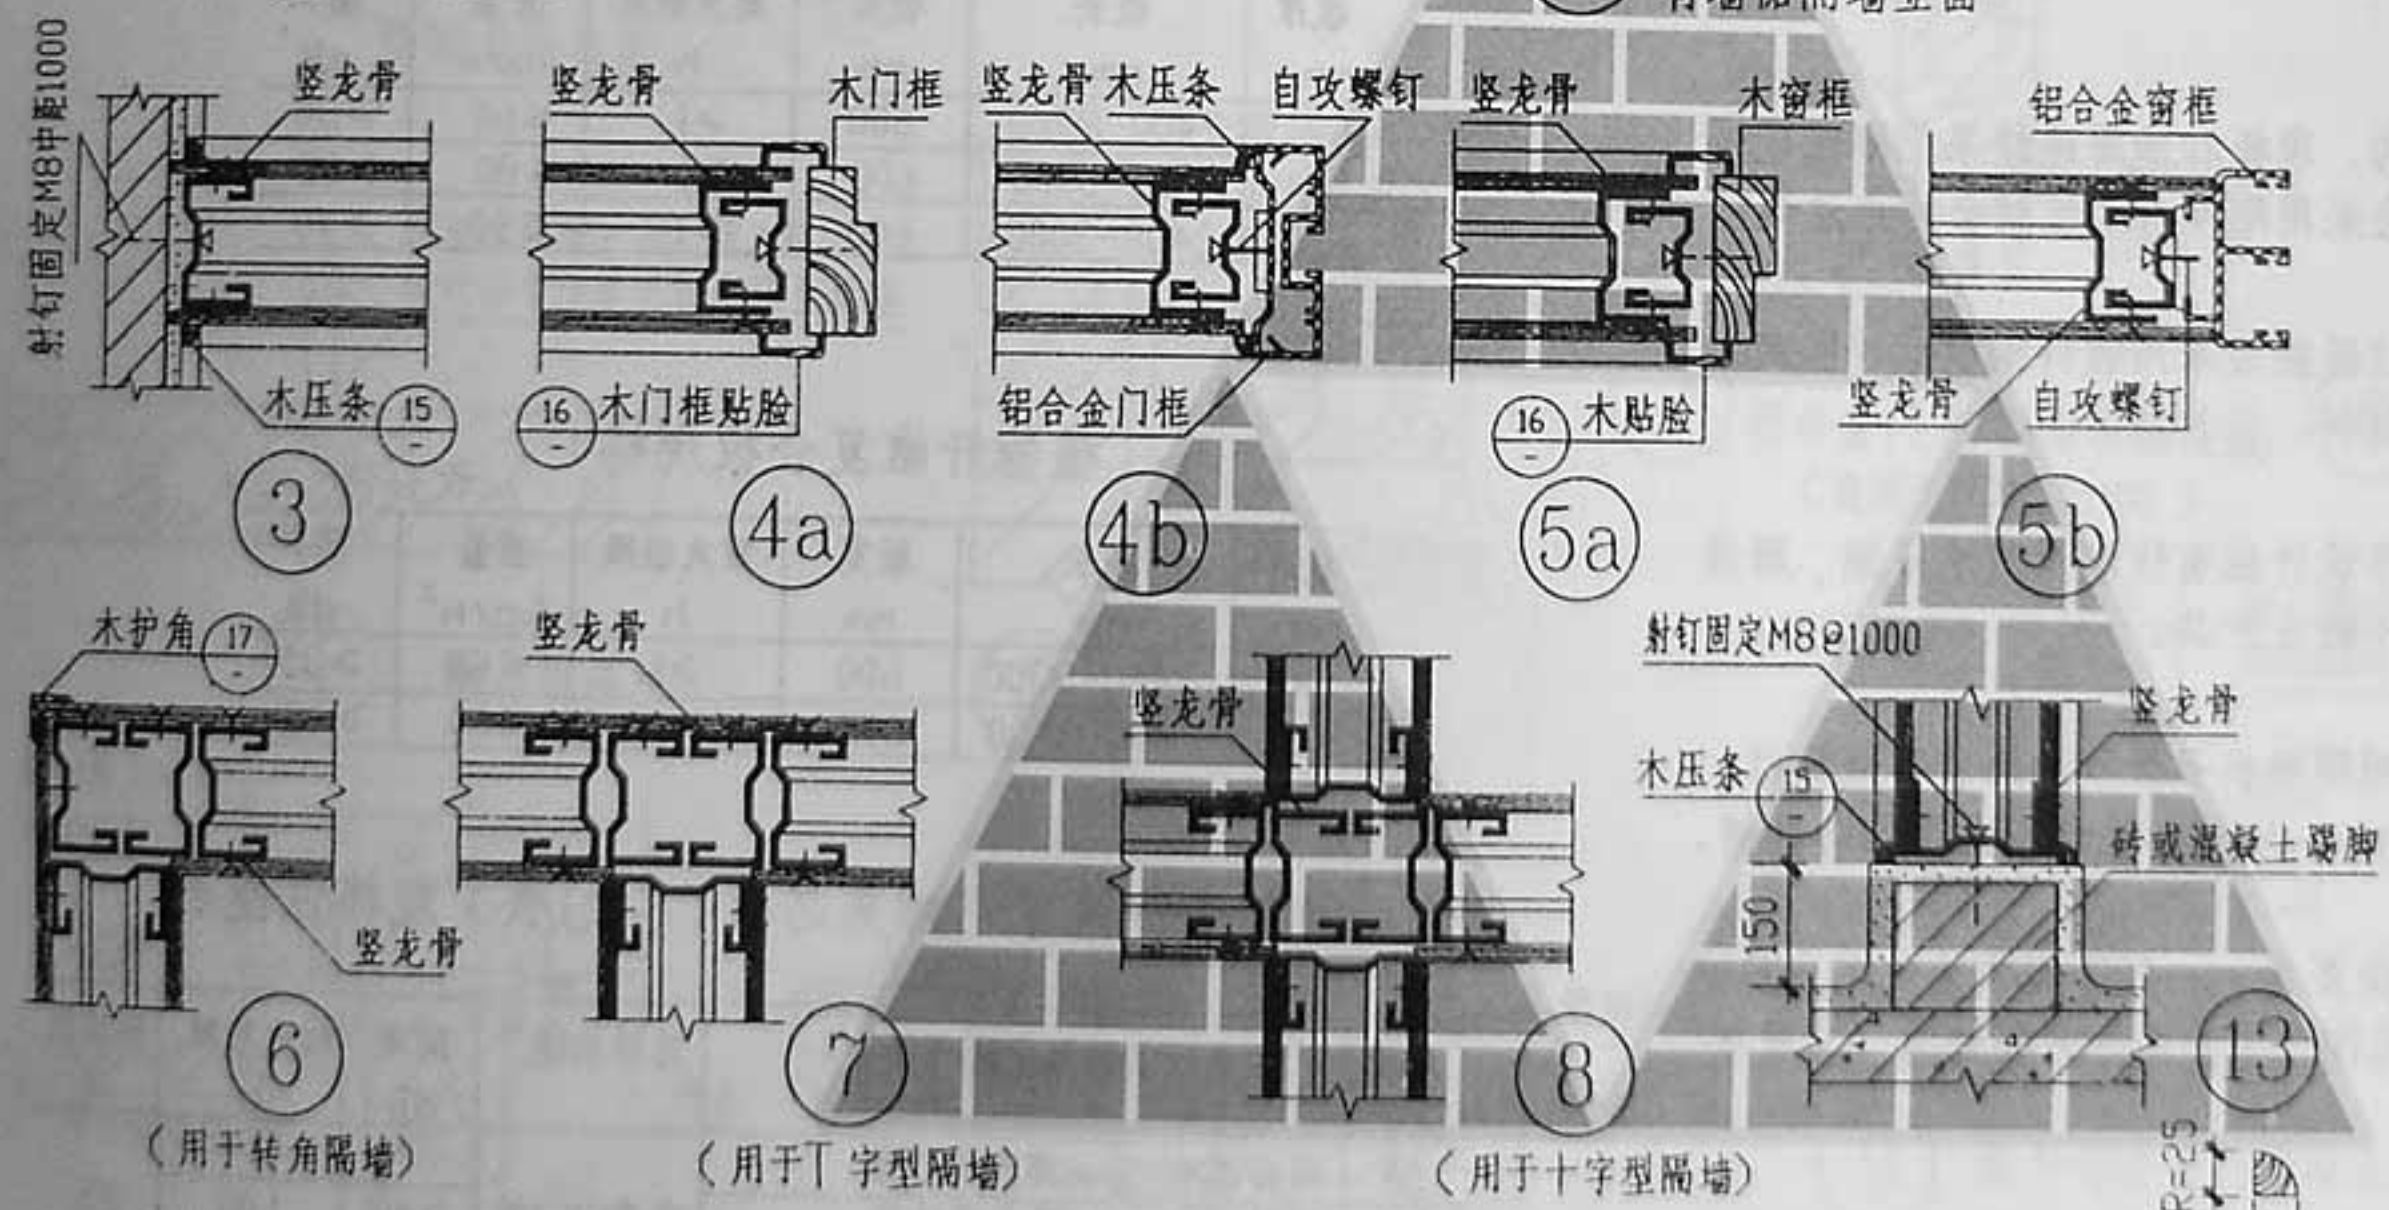 射钉固定M8中距1000
竖龙骨
竖龙骨
木门框
竖龙骨
木压条
自攻螺钉
竖龙骨
木窗框
铝合金窗框
木压条
15
-
16
-
木门框贴脸
铝合金门框
16
-
木贴脸
竖龙骨
自攻螺钉
3
4a
4b
5a
5b
木护角
17
-
竖龙骨
竖龙骨
射钉固定M8@1000
竖龙骨
木压条
15
-
砖或混凝土踢脚
150
竖龙骨
6
7
8
13
(用于转角隔墙)
(用于T字型隔墙)
(用于十字型隔墙)
R=25